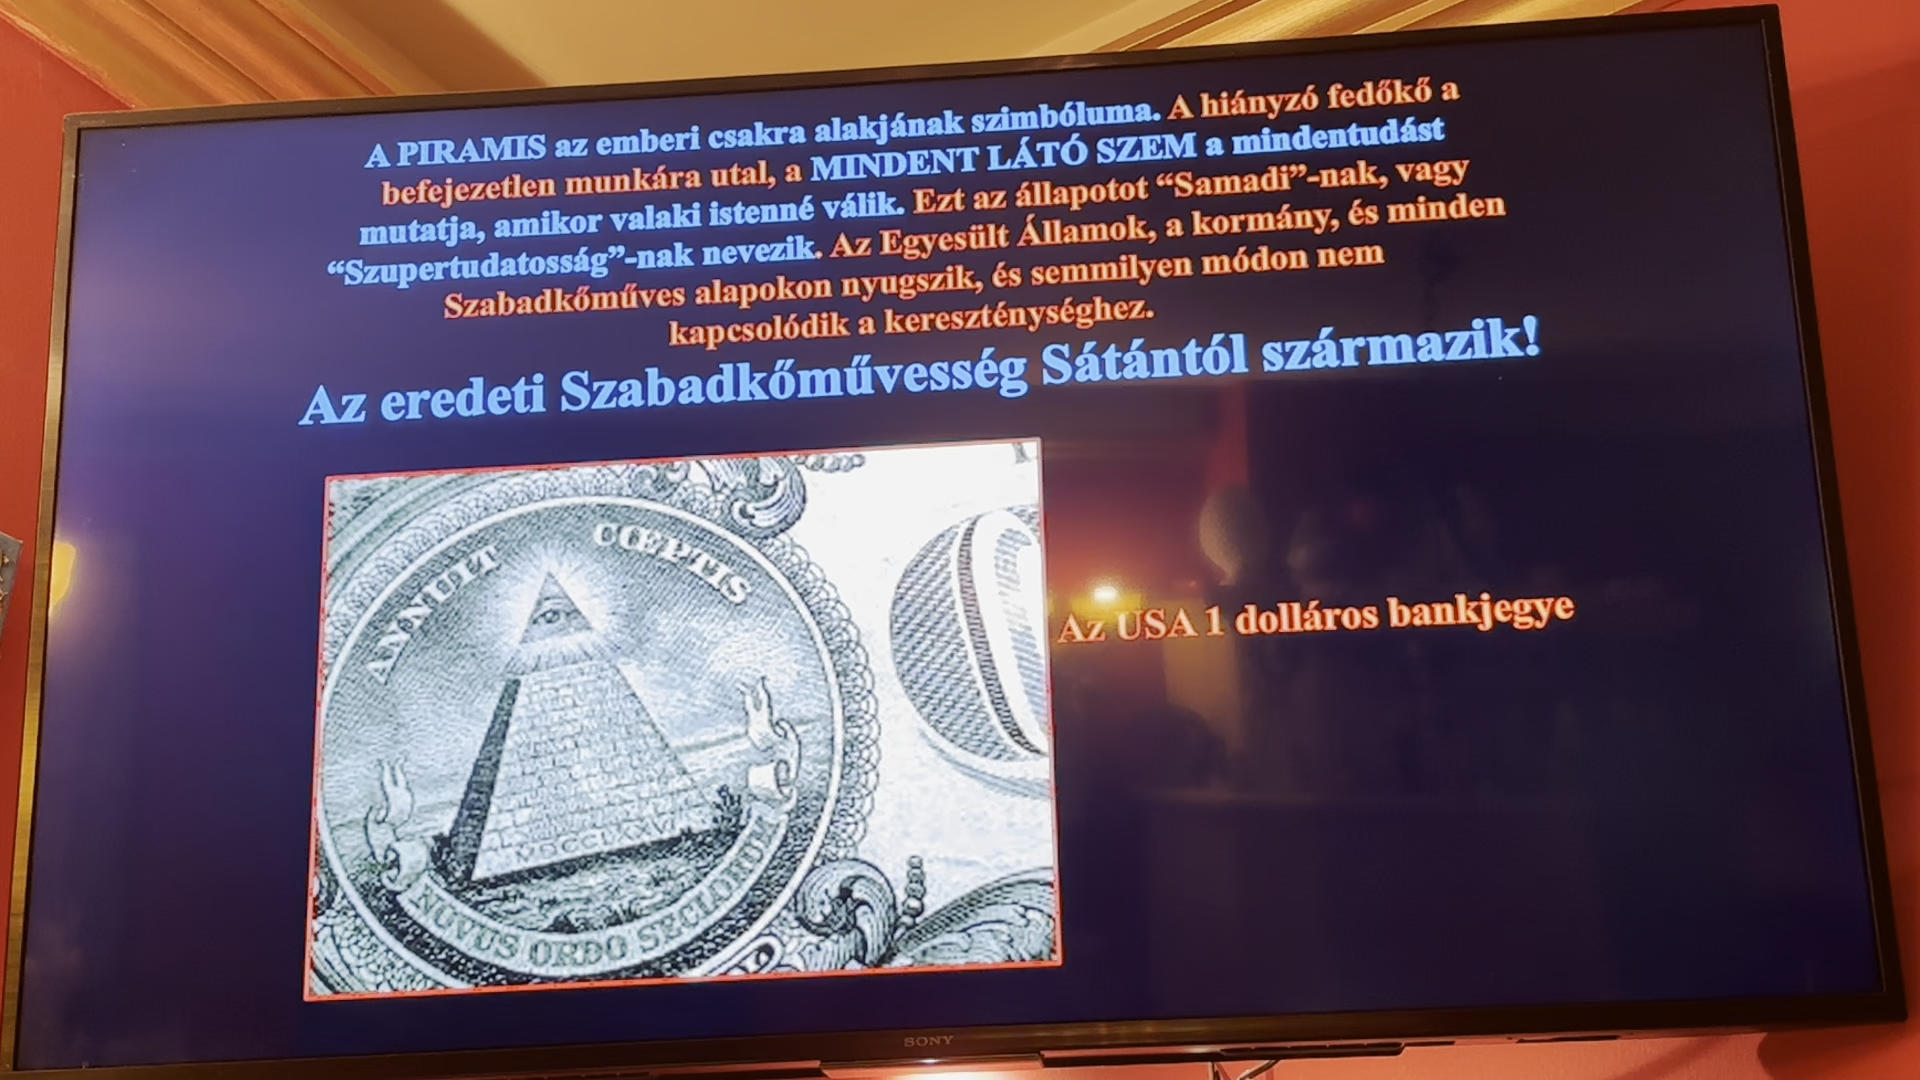 A PIRAMIS az emberi csakra alakjának szimbóluma. A hiányzó fedőkő a
befejezetlen munkára utal, a MINDENT LÁTÓ SZEM a mindentudást
mutatja, amikor valaki istenné válik. Ezt az állapotot “Samadi”-nak, vagy
“Szupertudatosság”-nak nevezik. Az Egyesült Államok, a kormány, és minden
Szabadkőműves alapokon nyugszik, és semmilyen módon nem
kapcsolódik a kereszténységhez.
Az eredeti Szabadkőművesség Sátántól származik!
ANNUIT CŒPTIS
MDCCLXXVI
NOVUS ORDO SECLORUM
Az USA 1 dolláros bankjegye
SONY